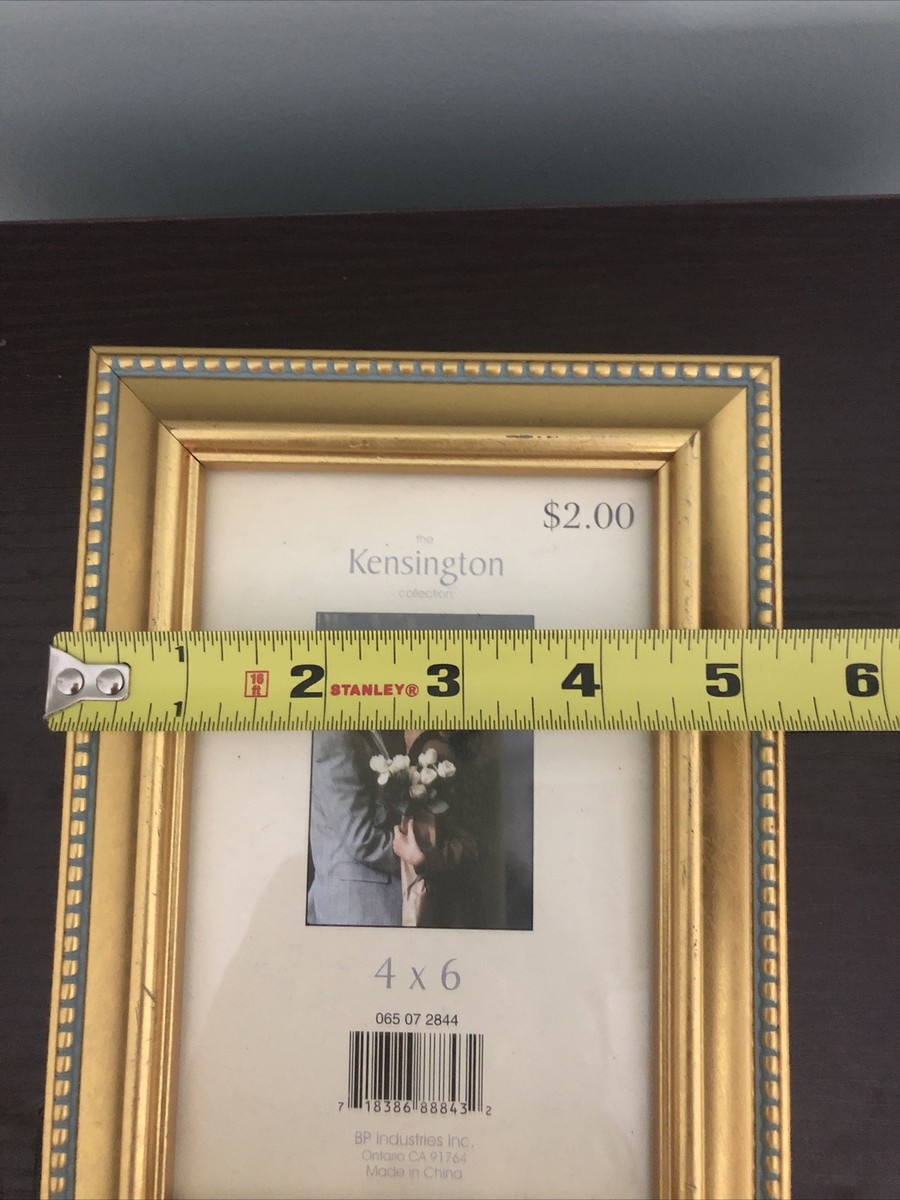 $2.00
the
Kensington
collection
1 16 ft 2 STANLEY® 3 4 5 6
1
4 x 6
065 07 2844
7 18386 88843 2
BP Industries Inc.
Ontario CA 91764
Made in China